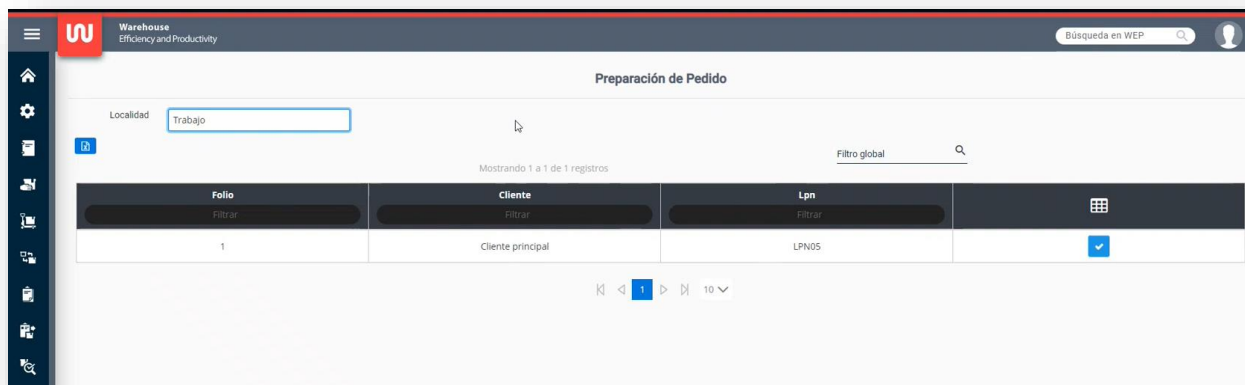 Warehouse
Efficiency and Productivity
Búsqueda en WEP
Preparación de Pedido
Localidad
Trabajo
Filtro global
Mostrando 1 a 1 de 1 registros
Folio Cliente Lpn
Filtrar Filtrar Filtrar
1 Cliente principal LPN05
1 10